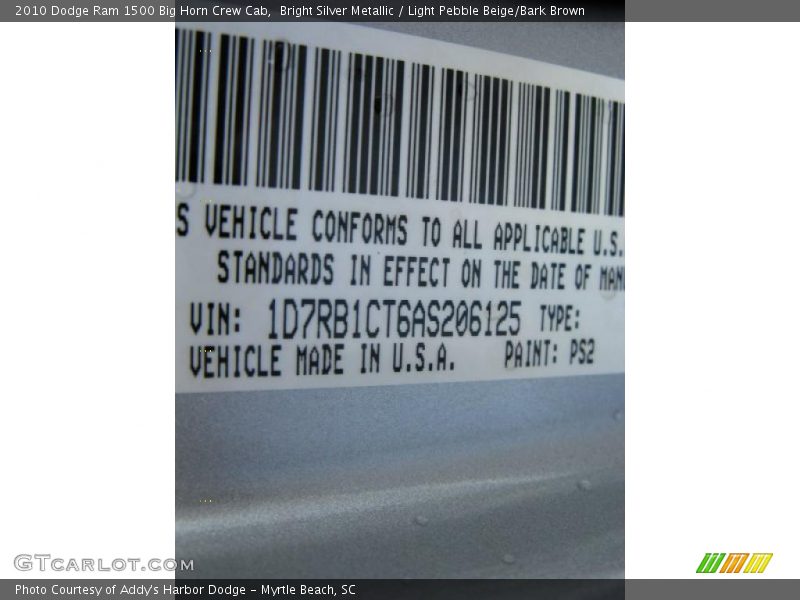 2010 Dodge Ram 1500 Big Horn Crew Cab, Bright Silver Metallic / Light Pebble Beige/Bark Brown
S VEHICLE CONFORMS TO ALL APPLICABLE U.S.
STANDARDS IN EFFECT ON THE DATE OF MAN
VIN: 1D7RB1CT6AS206125 TYPE:
VEHICLE MADE IN U.S.A. PAINT: PS2
GTCARLOT.COM
Photo Courtesy of Addy's Harbor Dodge - Myrtle Beach, SC